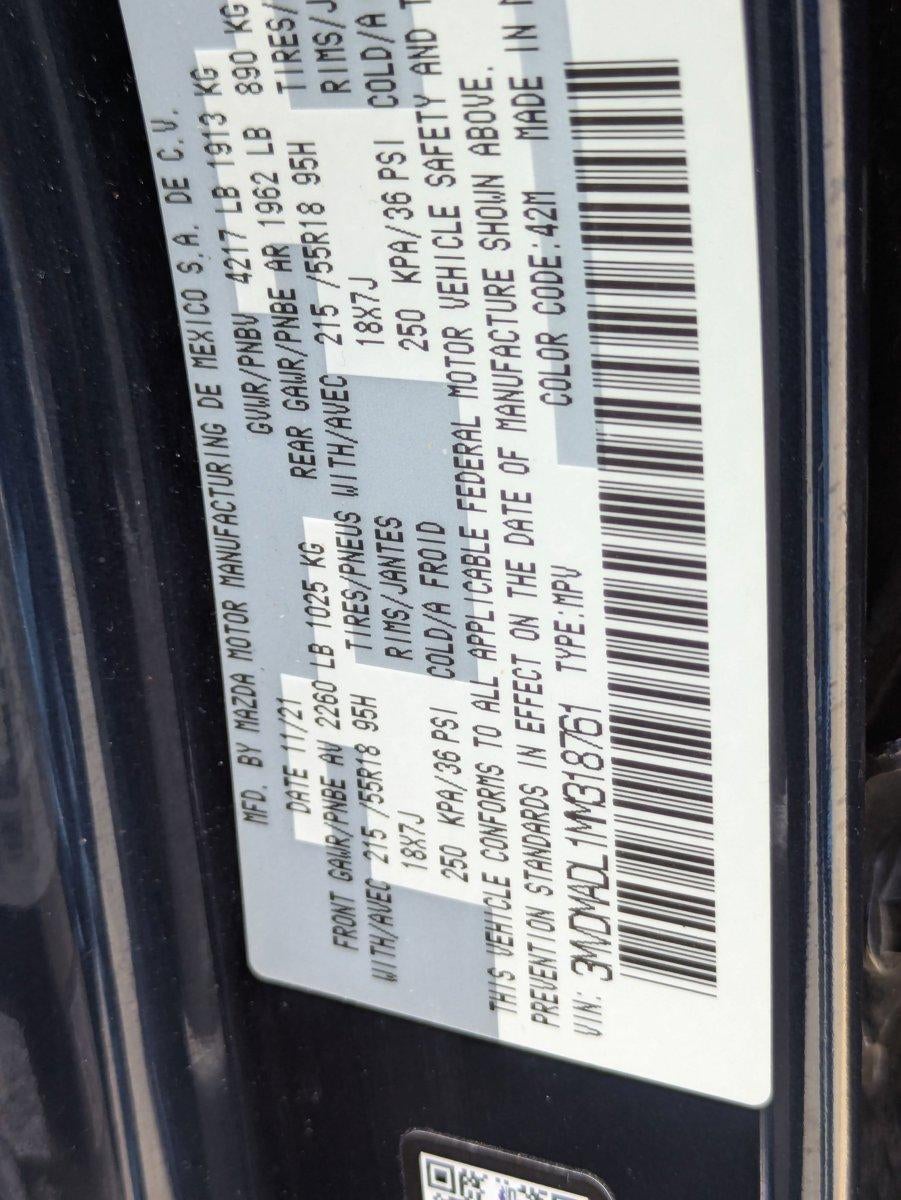 MFD. BY MAZDA MOTOR MANUFACTURING DE MEXICO S.A. DE C.V.
DATE 11/21 GVWR/PNBV 4217 LB 1913 KG
FRONT GAWR/PNBE AV 2260 LB 1025 KG REAR GAWR/PNBE AR 1962 LB 890 KG
WITH/AVEC 215 /55R18 95H TIRES/PNEUS WITH/AVEC 215 /55R18 95H TIRES/
18X7J RIMS/JANTES 18X7J RIMS/J
250 KPA/36 PSI COLD/A FROID 250 KPA/36 PSI COLD/A
THIS VEHICLE CONFORMS TO ALL APPLICABLE FEDERAL MOTOR VEHICLE SAFETY AND T
PREVENTION STANDARDS IN EFFECT ON THE DATE OF MANUFACTURE SHOWN ABOVE.
VIN: TYPE:MPV COLOR CODE:42M MADE IN